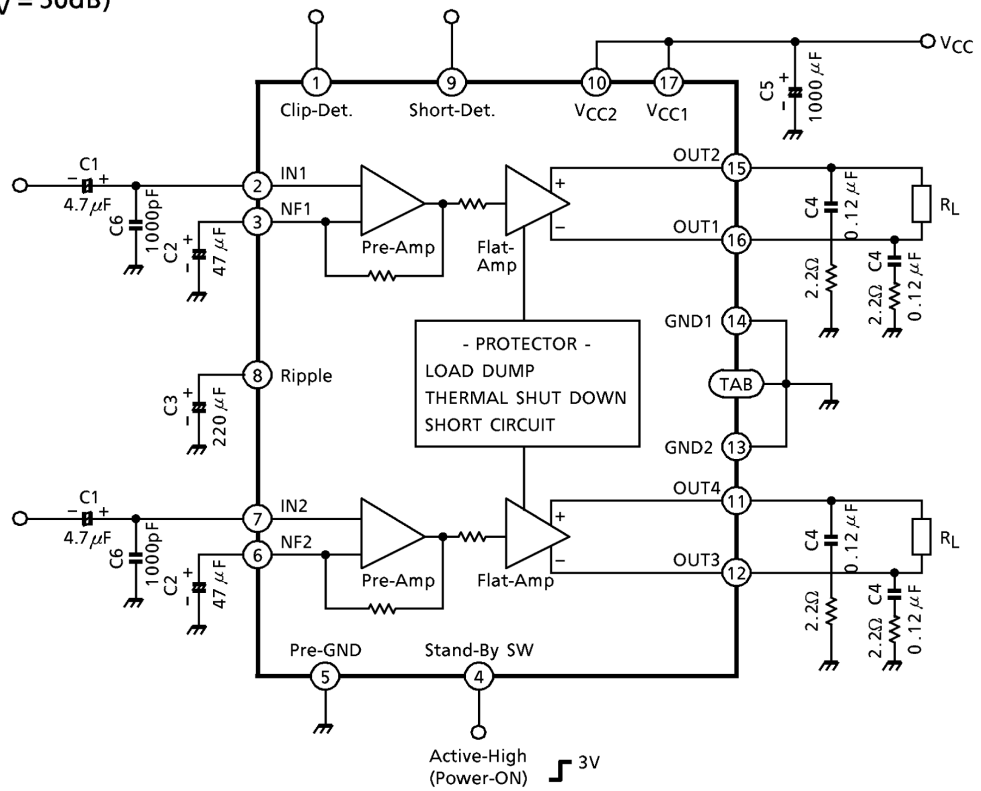 V = 50dB)
1
Clip-Det.
9
Short-Det.
10
VCC2
17
VCC1
VCC
C5
+
-
1000 μF
C1
- +
4.7 μF
C6
1000pF
2
IN1
3
NF1
C2
+
-
47 μF
Pre-Amp
Flat-
Amp
+
−
OUT2
15
OUT1
16
C4
0.12 μF
2.2Ω
C4
0.12 μF
2.2Ω
RL
- PROTECTOR -
LOAD DUMP
THERMAL SHUT DOWN
SHORT CIRCUIT
GND1
14
TAB
GND2
13
8
Ripple
C3
+
-
220 μF
C1
- +
4.7 μF
C6
1000pF
7
IN2
6
NF2
C2
+
-
47 μF
Pre-Amp
Flat-Amp
+
−
OUT4
11
OUT3
12
C4
0.12 μF
2.2Ω
C4
0.12 μF
2.2Ω
RL
Pre-GND
5
Stand-By SW
4
Active-High
(Power-ON)
3V